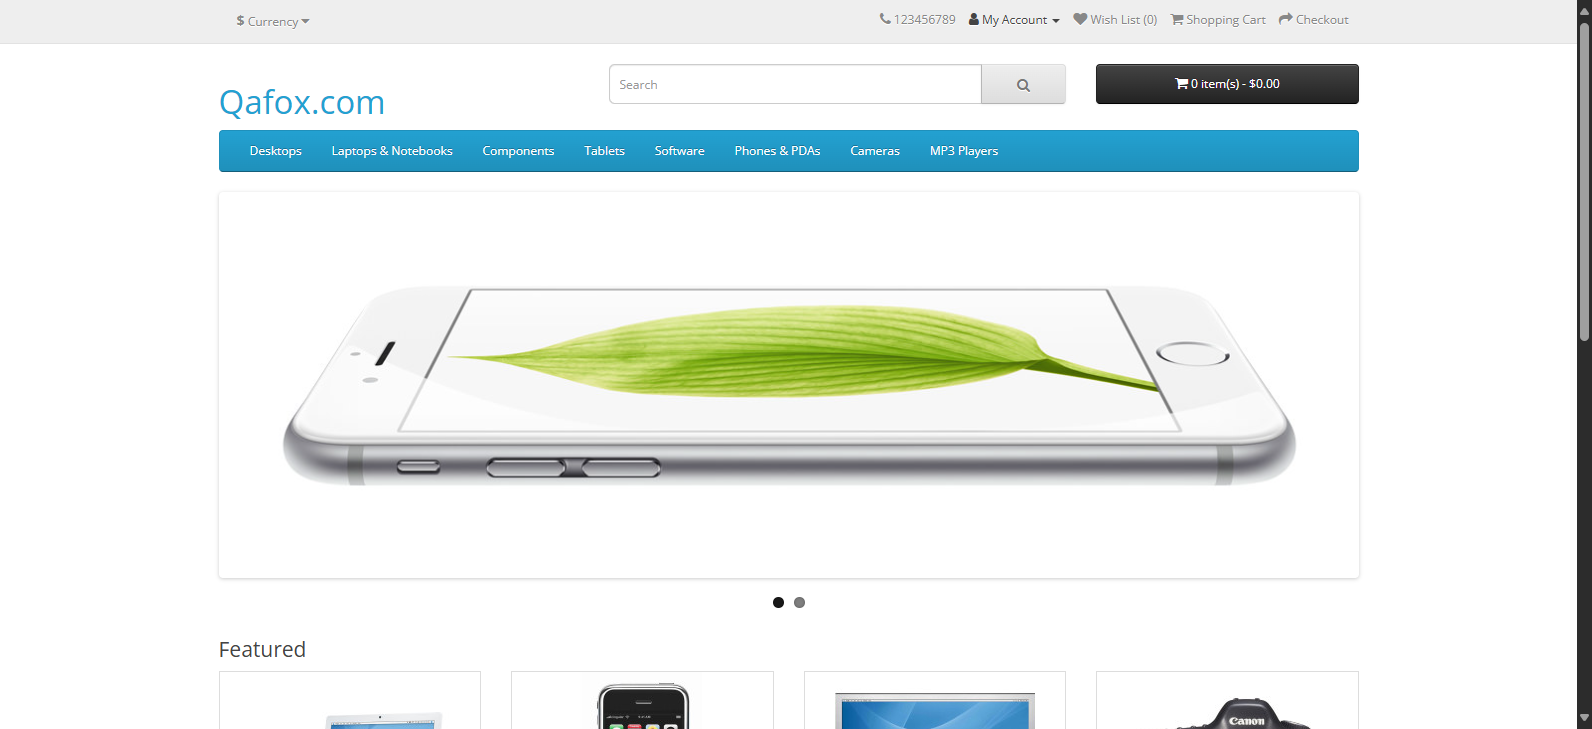 $ Currency
123456789 My Account Wish List (0) Shopping Cart Checkout
Qafox.com
Search
0 item(s) - $0.00
Desktops Laptops & Notebooks Components Tablets Software Phones & PDAs Cameras MP3 Players
Featured
Canon